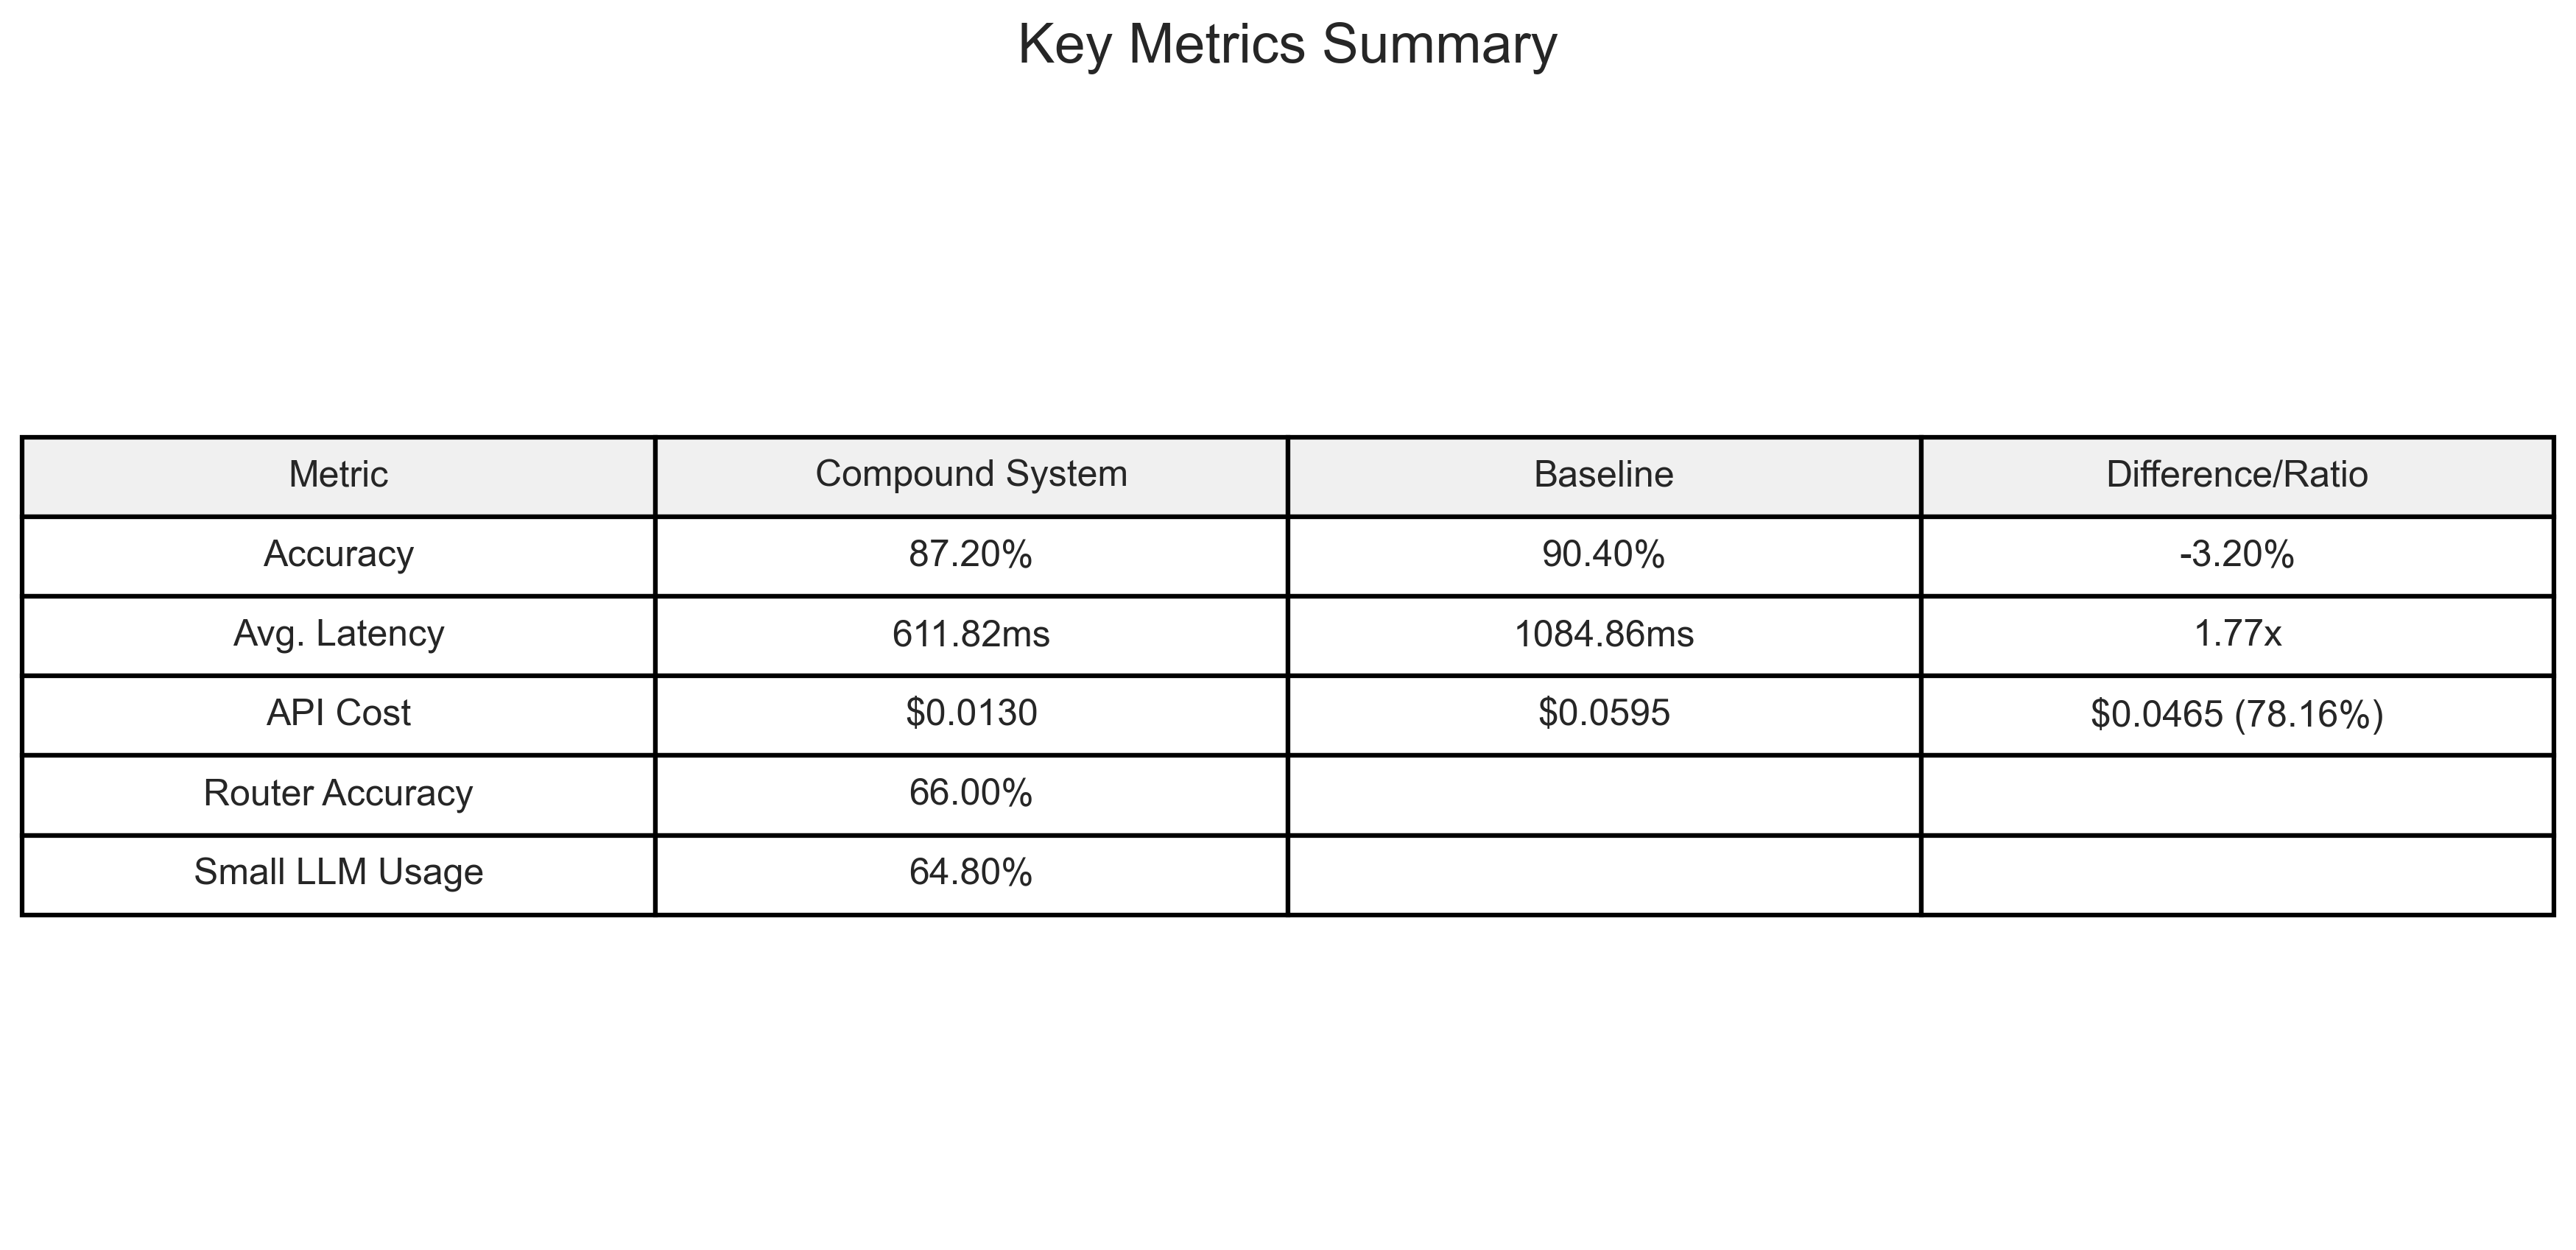 Key Metrics Summary
Metric Compound System Baseline Difference/Ratio
Accuracy 87.20% 90.40% -3.20%
Avg. Latency 611.82ms 1084.86ms 1.77x
API Cost $0.0130 $0.0595 $0.0465 (78.16%)
Router Accuracy 66.00%
Small LLM Usage 64.80%